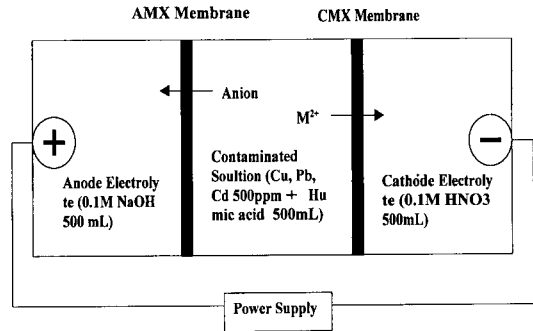 AMX Membrane
CMX Membrane
Anion
M²⁺
+
−
Anode Electroly
te (0.1M NaOH
500 mL)
Contaminated
Soultion (Cu, Pb,
Cd 500ppm + Hu
mic acid 500mL)
Cathode Electroly
te (0.1M HNO3
500mL)
Power Supply